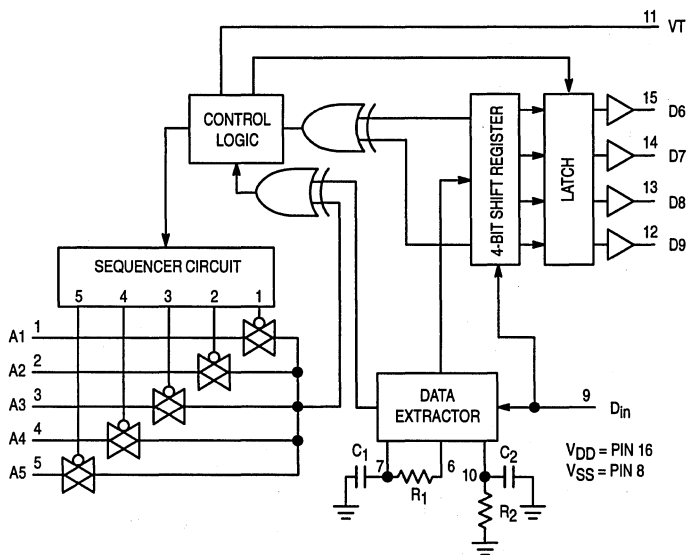 11 VT
CONTROL
LOGIC
4-BIT SHIFT REGISTER
LATCH
15 D6
14 D7
13 D8
12 D9
SEQUENCER CIRCUIT
5 4 3 2 1
A1 1
A2 2
A3 3
A4 4
A5 5
DATA
EXTRACTOR
9 Din
VDD = PIN 16
VSS = PIN 8
C1 7 R1 6 10 C2
R2